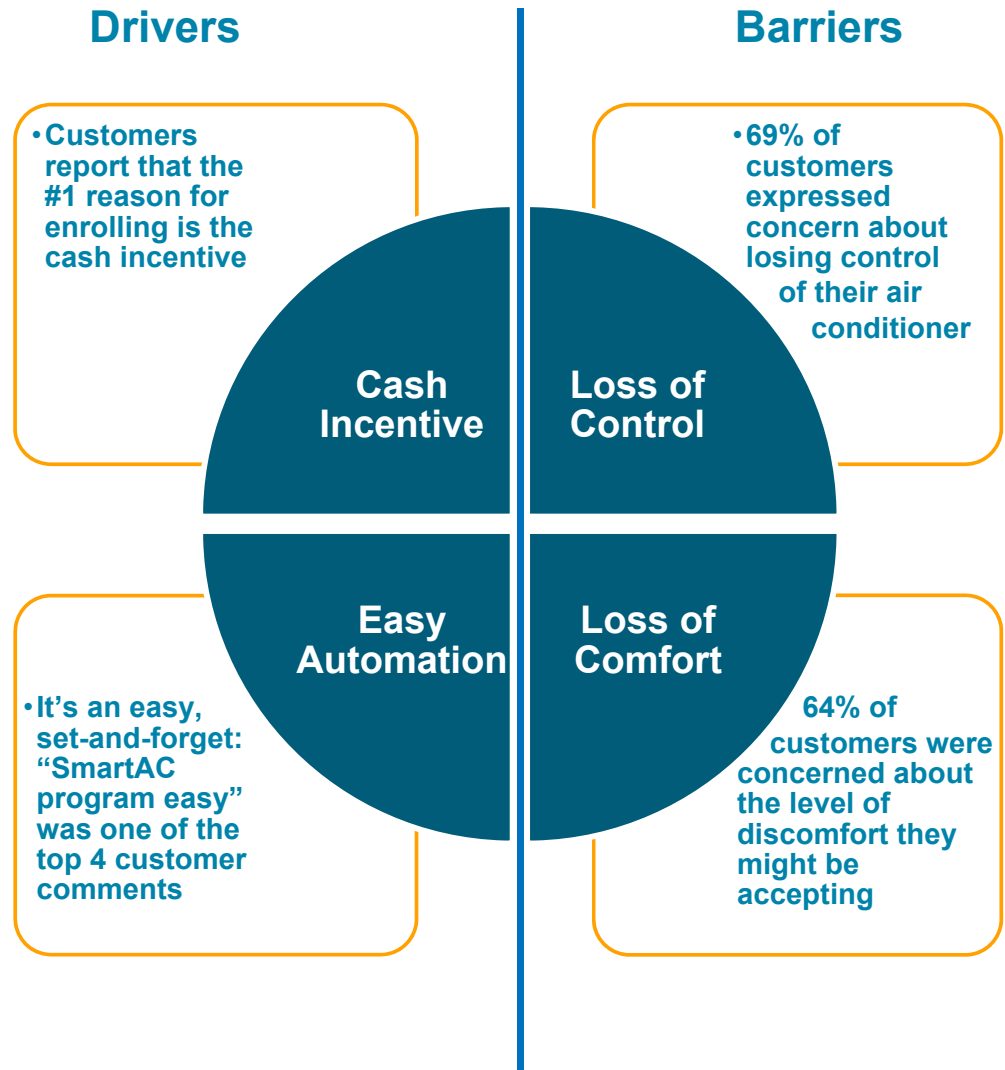 Drivers
Barriers
•Customers
report that the
#1 reason for
enrolling is the
cash incentive
•69% of
customers
expressed
concern about
losing control
of their air
conditioner
Cash
Incentive
Loss of
Control
Easy
Automation
Loss of
Comfort
•It’s an easy,
set-and-forget:
“SmartAC
program easy”
was one of the
top 4 customer
comments
64% of
customers were
concerned about
the level of
discomfort they
might be
accepting